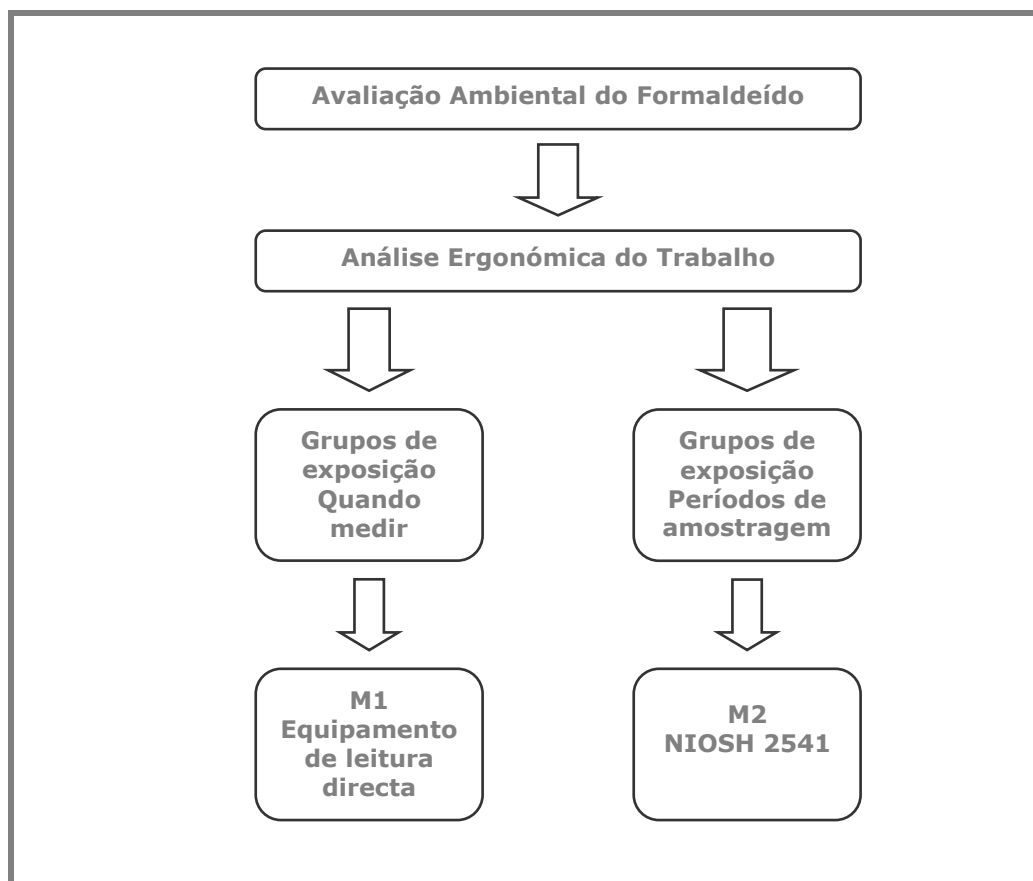 Avaliação Ambiental do Formaldeído
Análise Ergonómica do Trabalho
Grupos de
exposição
Quando
medir
Grupos de
exposição
Períodos de
amostragem
M1
Equipamento
de leitura
directa
M2
NIOSH 2541